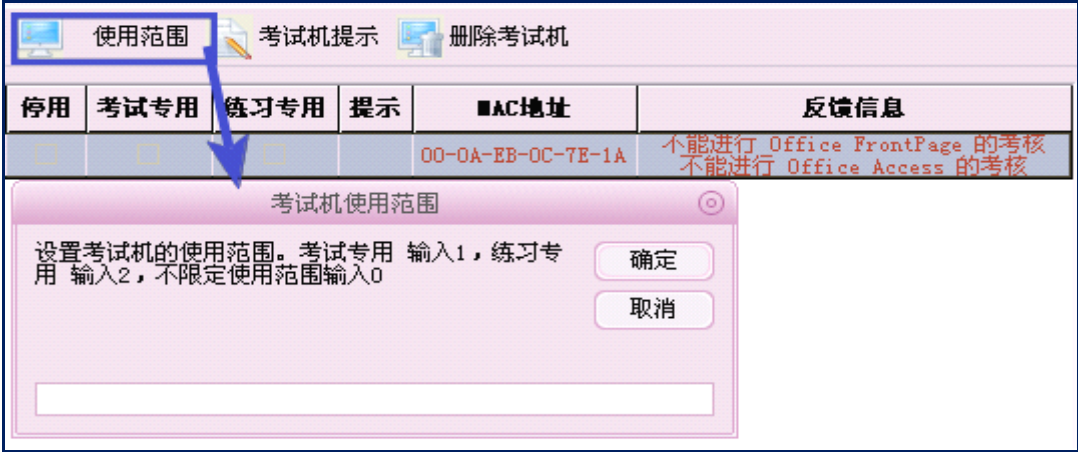 使用范围 考试机提示 删除考试机
停用 考试专用 练习专用 提示 MAC地址 反馈信息
00-0A-EB-0C-7E-1A 不能进行 Office FrontPage 的考核
不能进行 Office Access 的考核
考试机使用范围
设置考试机的使用范围。考试专用 输入1，练习专
用 输入2，不限定使用范围输入0
确定
取消